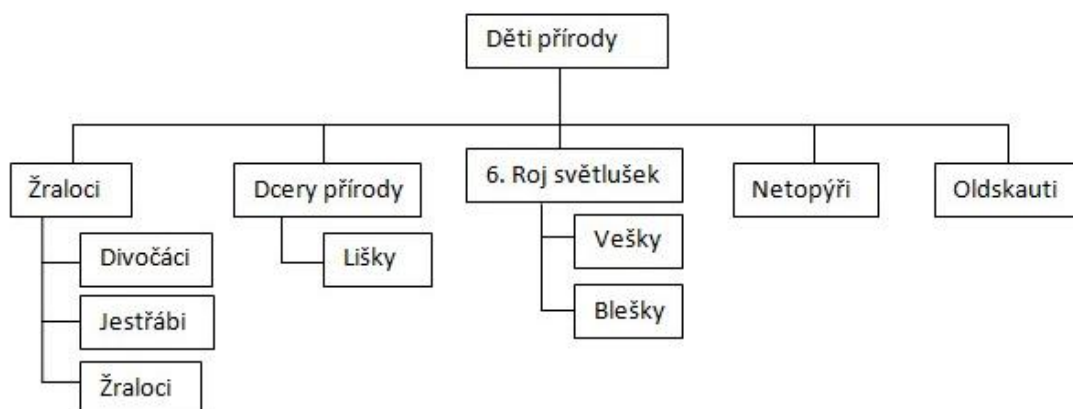 Děti přírody
Žraloci
Dcery přírody
6. Roj světlušek
Netopýři
Oldskauti
Divočáci
Lišky
Vešky
Jestřábi
Blešky
Žraloci